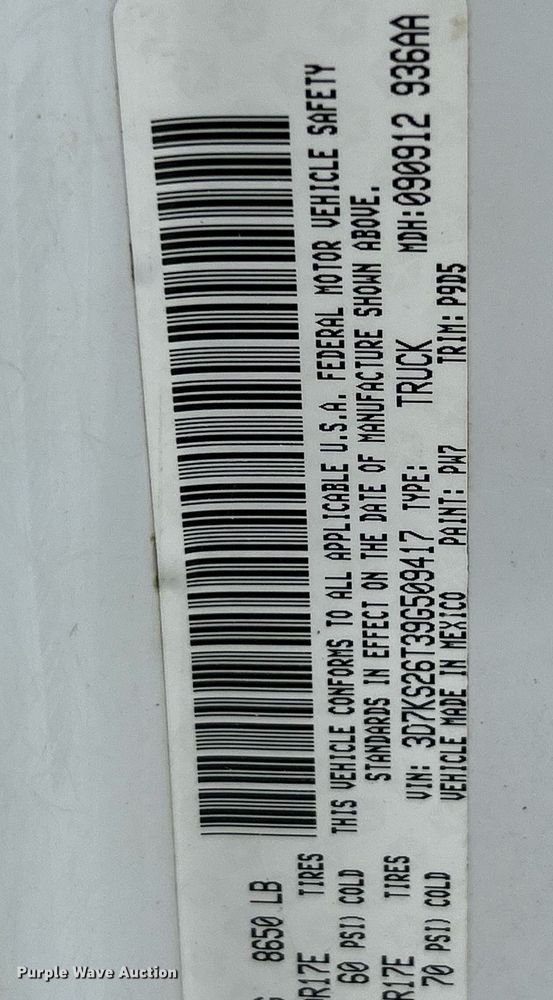 8650 LB
R17E TIRES
60 PSI) COLD
R17E TIRES
70 PSI) COLD
THIS VEHICLE CONFORMS TO ALL APPLICABLE U.S.A. FEDERAL MOTOR VEHICLE SAFETY
STANDARDS IN EFFECT ON THE DATE OF MANUFACTURE SHOWN ABOVE.
VIN: 3D7KS26T39G509417 TYPE: TRUCK MDH:090912 936AA
VEHICLE MADE IN MEXICO PAINT: PW7 TRIM: P9D5
Purple Wave Auction